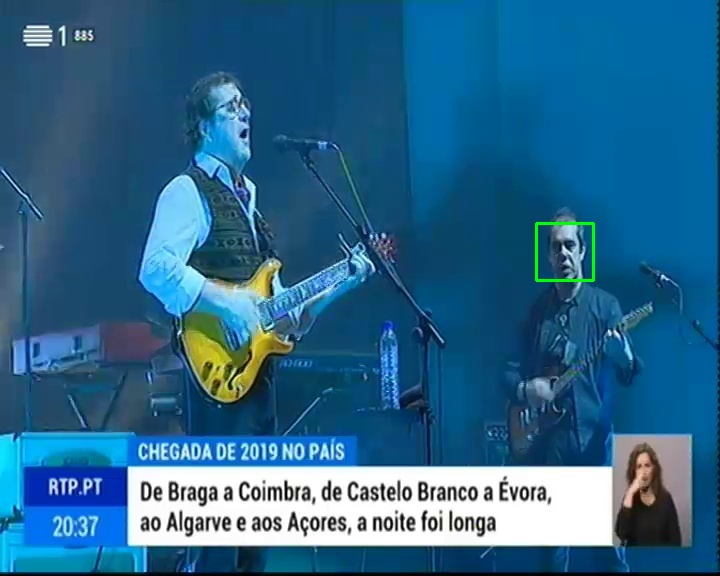 1 885
CHEGADA DE 2019 NO PAÍS
RTP.PT
20:37
De Braga a Coimbra, de Castelo Branco a Évora,
ao Algarve e aos Açores, a noite foi longa